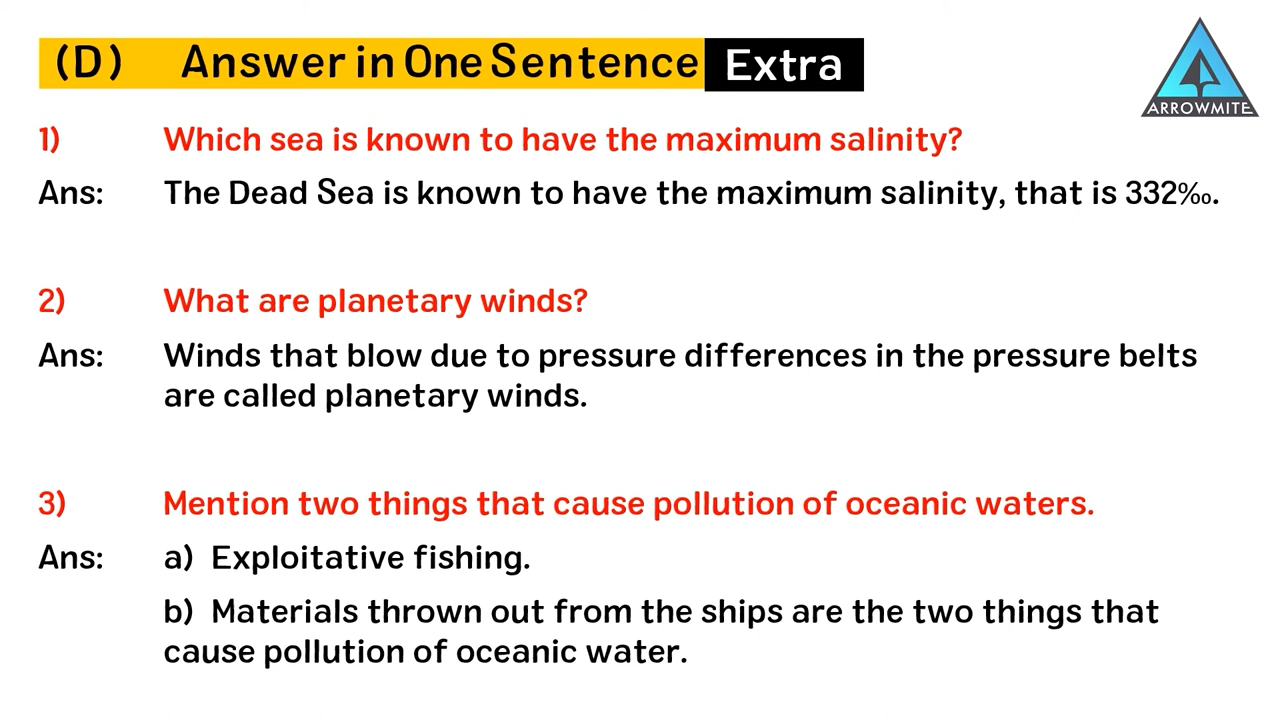 (D) Answer in One Sentence Extra
ARROWMITE
1) Which sea is known to have the maximum salinity?
Ans: The Dead Sea is known to have the maximum salinity, that is 332‰.
2) What are planetary winds?
Ans: Winds that blow due to pressure differences in the pressure belts
are called planetary winds.
3) Mention two things that cause pollution of oceanic waters.
Ans: a) Exploitative fishing.
b) Materials thrown out from the ships are the two things that
cause pollution of oceanic water.